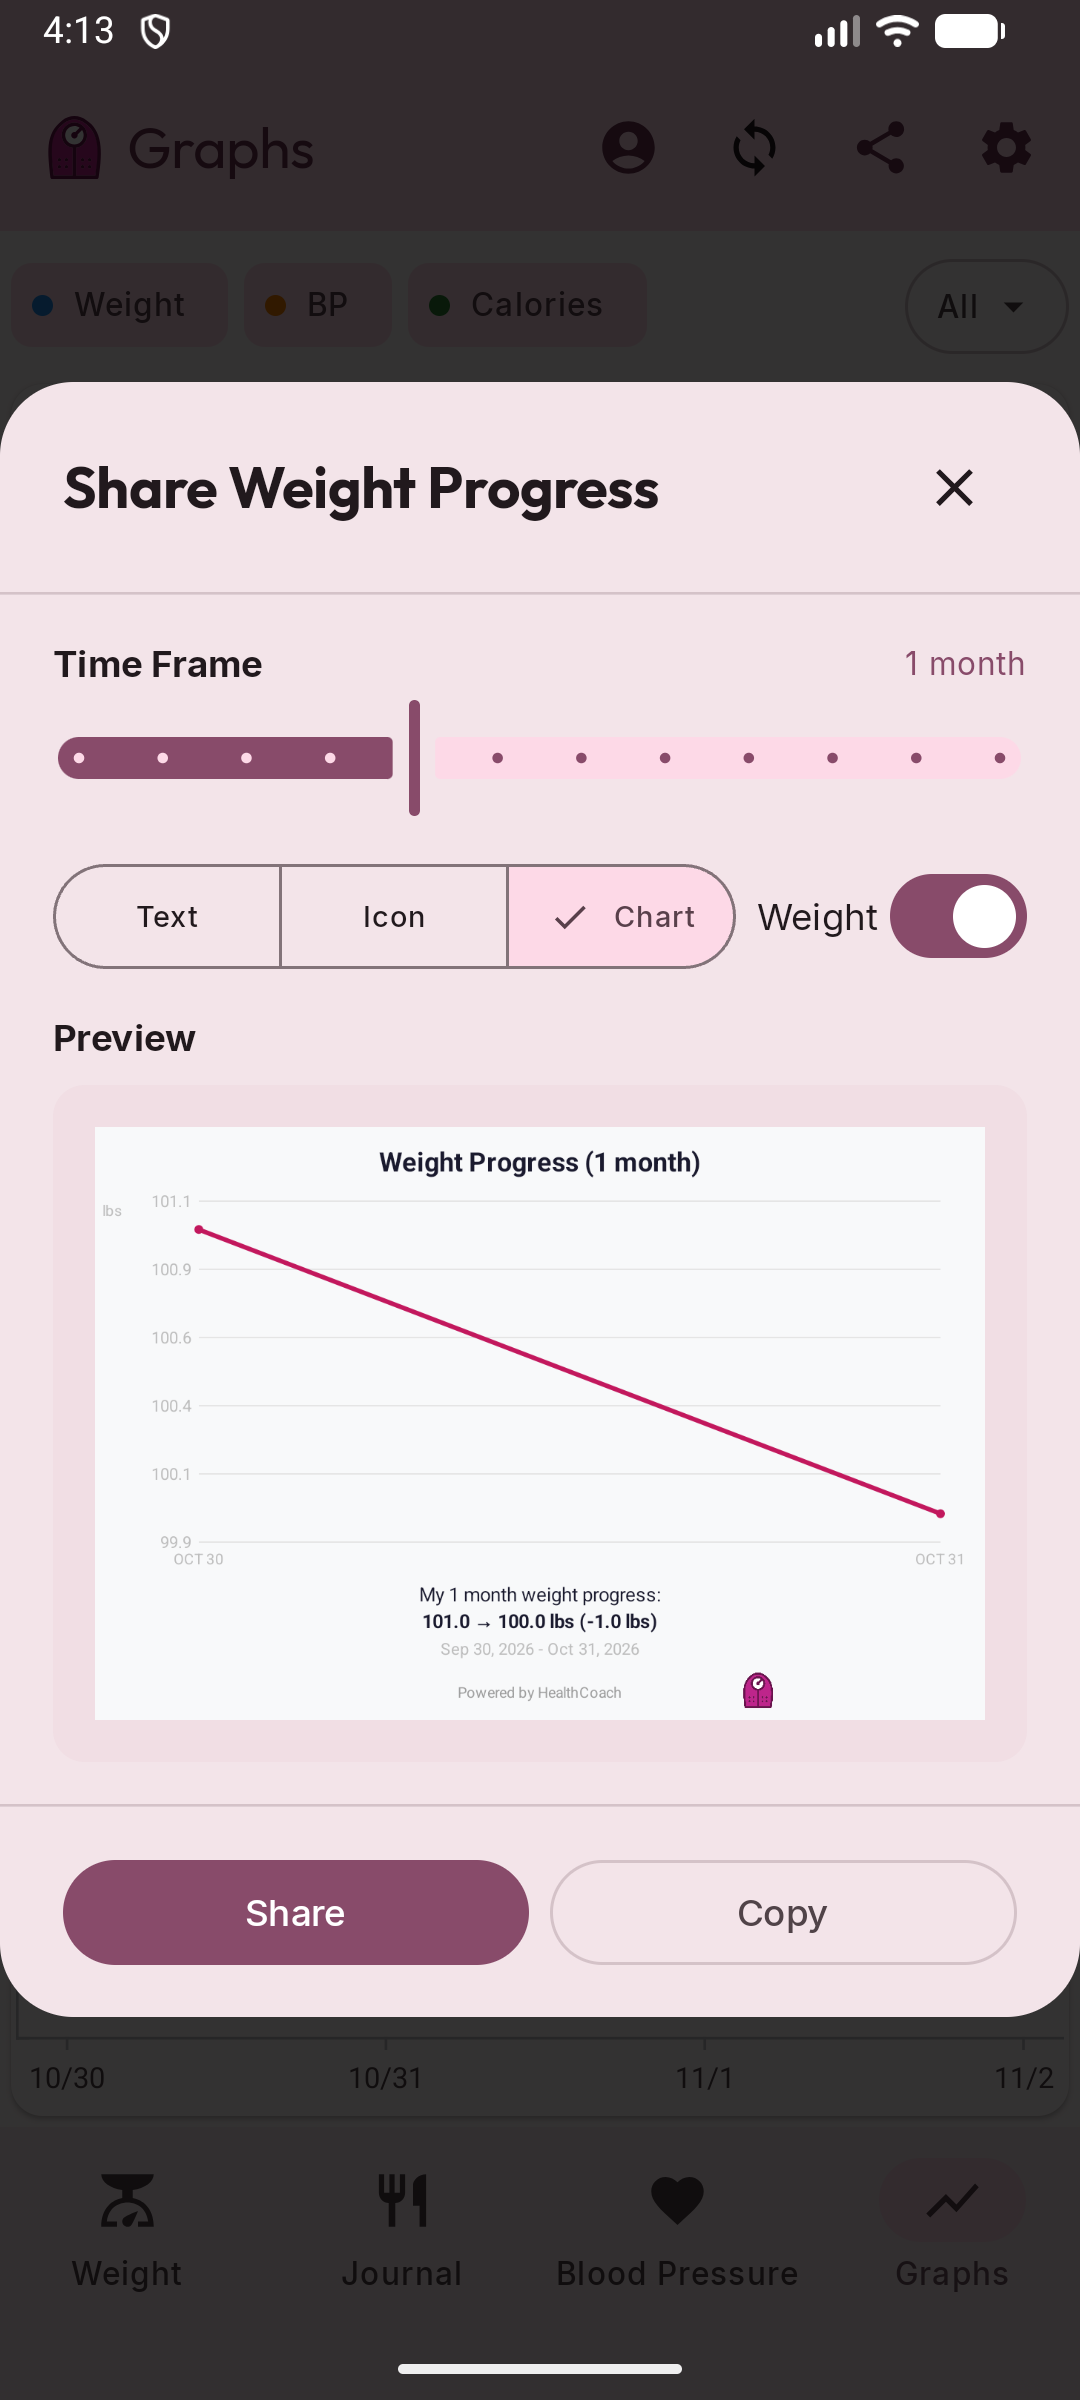 4:13
Graphs
Weight BP Calories All
Share Weight Progress
Time Frame 1 month
Text Icon Chart Weight
Preview
Weight Progress (1 month)
lbs
101.1
100.9
100.6
100.4
100.1
99.9
OCT 30 OCT 31
My 1 month weight progress:
101.0 → 100.0 lbs (-1.0 lbs)
Sep 30, 2026 - Oct 31, 2026
Powered by HealthCoach
Share Copy
10/30 10/31 11/1 11/2
Weight Journal Blood Pressure Graphs